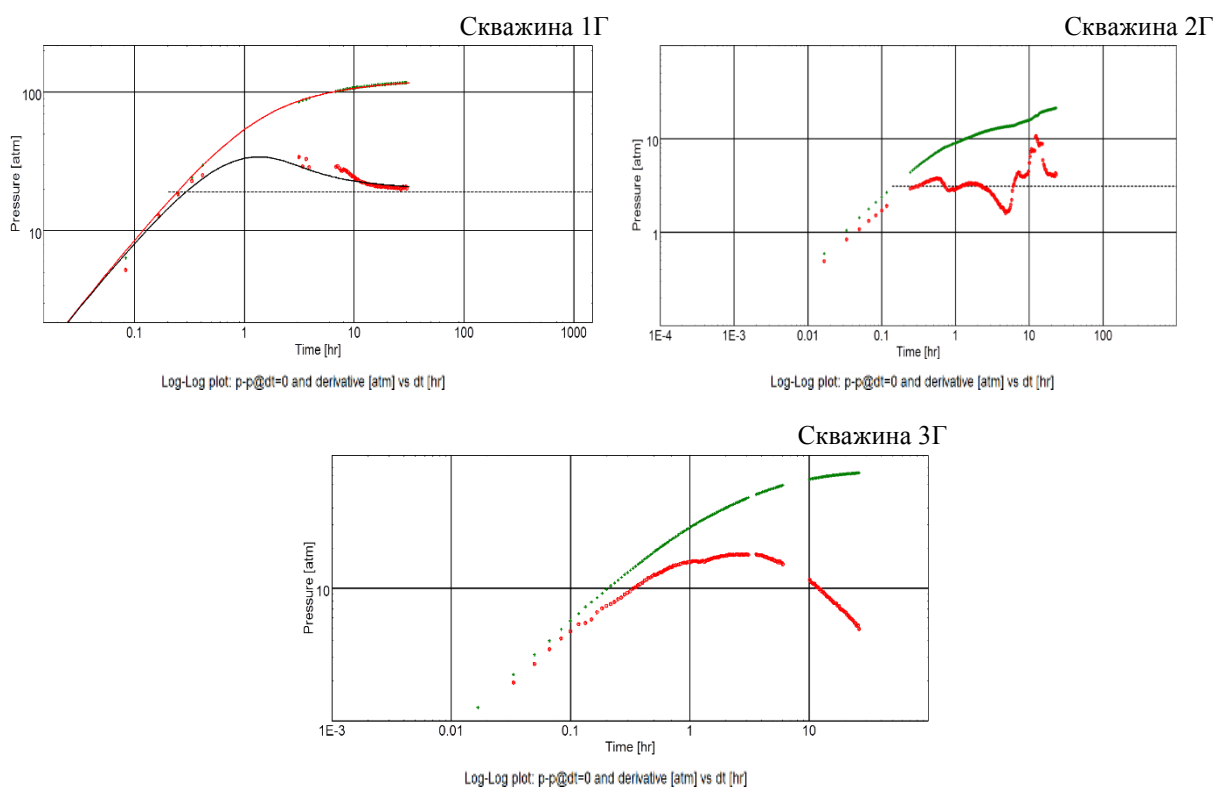 Скважина 1Г
Pressure [atm]
100
10
0.1
1
10
100
1000
Time [hr]
Log-Log plot: p-p@dt=0 and derivative [atm] vs dt [hr]
Скважина 2Г
Pressure [atm]
10
1
1E-4
1E-3
0.01
0.1
1
10
100
Time [hr]
Log-Log plot: p-p@dt=0 and derivative [atm] vs dt [hr]
Скважина 3Г
Pressure [atm]
10
1
1E-3
0.01
0.1
1
10
Time [hr]
Log-Log plot: p-p@dt=0 and derivative [atm] vs dt [hr]